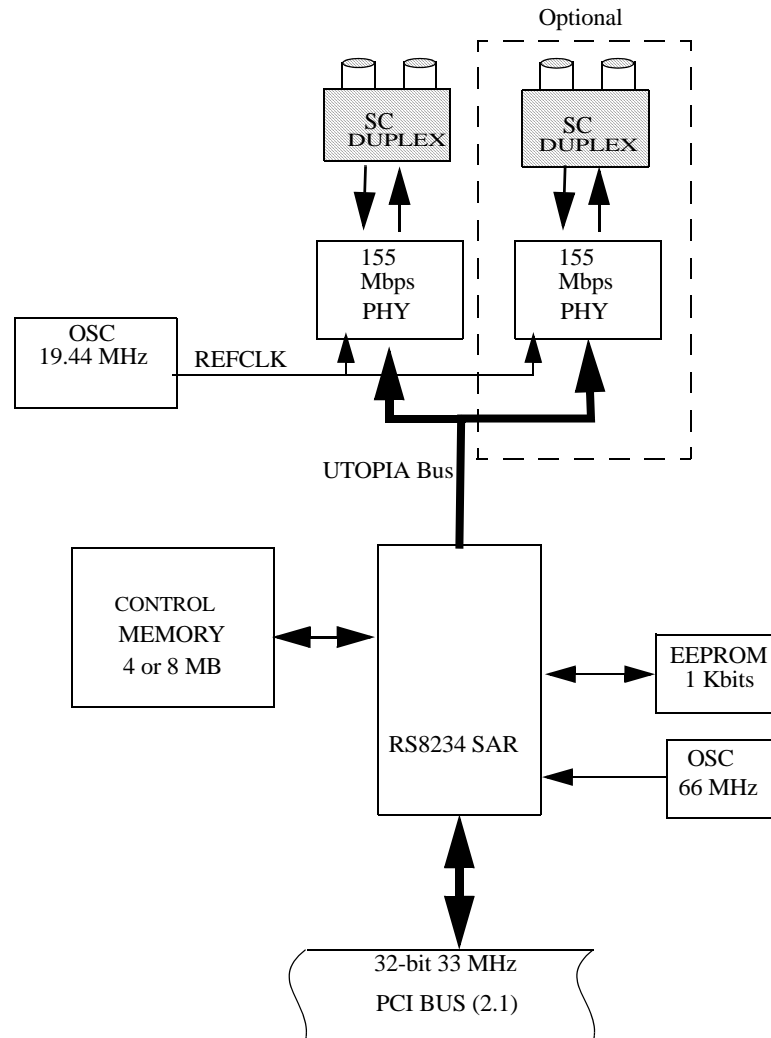 Optional
SC
DUPLEX
SC
DUPLEX
155
Mbps
PHY
155
Mbps
PHY
OSC
19.44 MHz
REFCLK
UTOPIA Bus
CONTROL
MEMORY
4 or 8 MB
EEPROM
1 Kbits
RS8234 SAR
OSC
66 MHz
32-bit 33 MHz
PCI BUS (2.1)